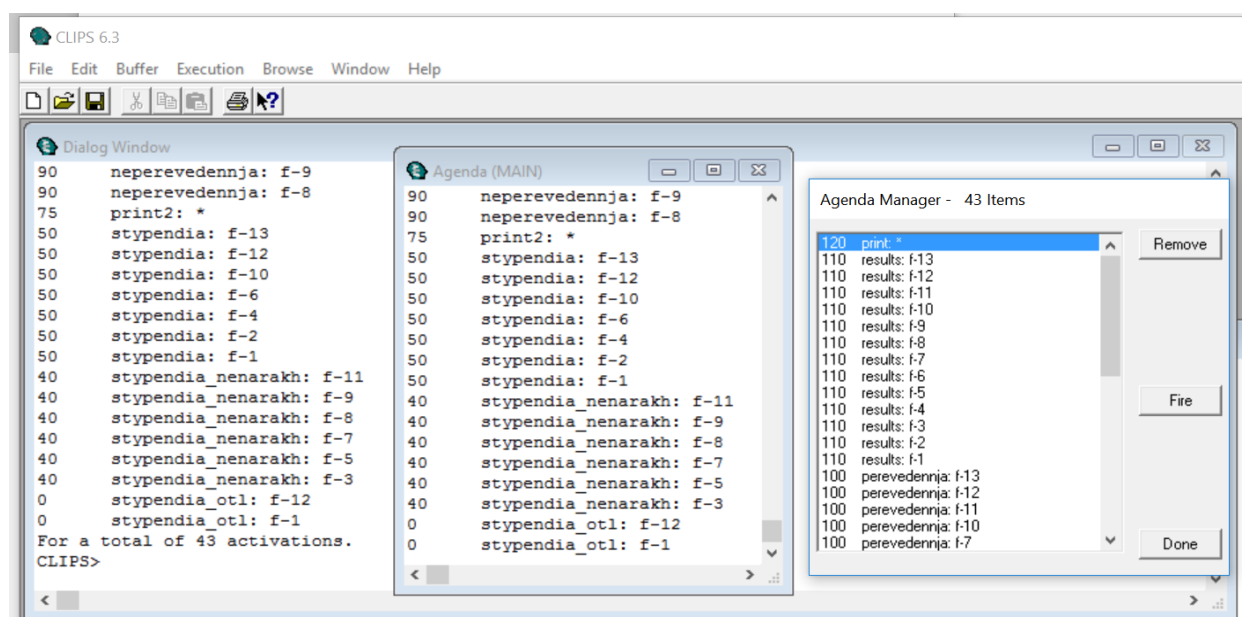 CLIPS 6.3
File Edit Buffer Execution Browse Window Help
Dialog Window
90 neperevedennja: f-9
90 neperevedennja: f-8
75 print2: *
50 stypendia: f-13
50 stypendia: f-12
50 stypendia: f-10
50 stypendia: f-6
50 stypendia: f-4
50 stypendia: f-2
50 stypendia: f-1
40 stypendia_nenarakh: f-11
40 stypendia_nenarakh: f-9
40 stypendia_nenarakh: f-8
40 stypendia_nenarakh: f-7
40 stypendia_nenarakh: f-5
40 stypendia_nenarakh: f-3
0 stypendia_otl: f-12
0 stypendia_otl: f-1
For a total of 43 activations.
CLIPS>
Agenda (MAIN)
90 neperevedennja: f-9
90 neperevedennja: f-8
75 print2: *
50 stypendia: f-13
50 stypendia: f-12
50 stypendia: f-10
50 stypendia: f-6
50 stypendia: f-4
50 stypendia: f-2
50 stypendia: f-1
40 stypendia_nenarakh: f-11
40 stypendia_nenarakh: f-9
40 stypendia_nenarakh: f-8
40 stypendia_nenarakh: f-7
40 stypendia_nenarakh: f-5
40 stypendia_nenarakh: f-3
0 stypendia_otl: f-12
0 stypendia_otl: f-1
Agenda Manager - 43 Items
120 print: *
110 results: f-13
110 results: f-12
110 results: f-11
110 results: f-10
110 results: f-9
110 results: f-8
110 results: f-7
110 results: f-6
110 results: f-5
110 results: f-4
110 results: f-3
110 results: f-2
110 results: f-1
100 perevedennja: f-13
100 perevedennja: f-12
100 perevedennja: f-11
100 perevedennja: f-10
100 perevedennja: f-7
Remove
Fire
Done